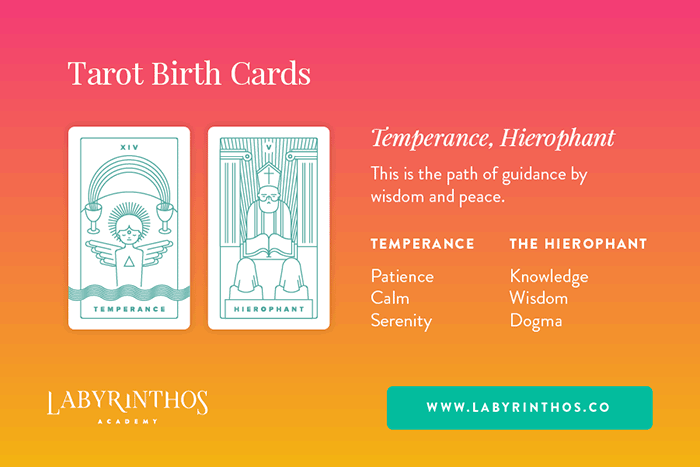 Tarot Birth Cards
XIV
TEMPERANCE
V
HIEROPHANT
Temperance, Hierophant
This is the path of guidance by
wisdom and peace.
TEMPERANCE
Patience
Calm
Serenity
THE HIEROPHANT
Knowledge
Wisdom
Dogma
LABYRINTHOS
ACADEMY
WWW.LABYRINTHOS.CO